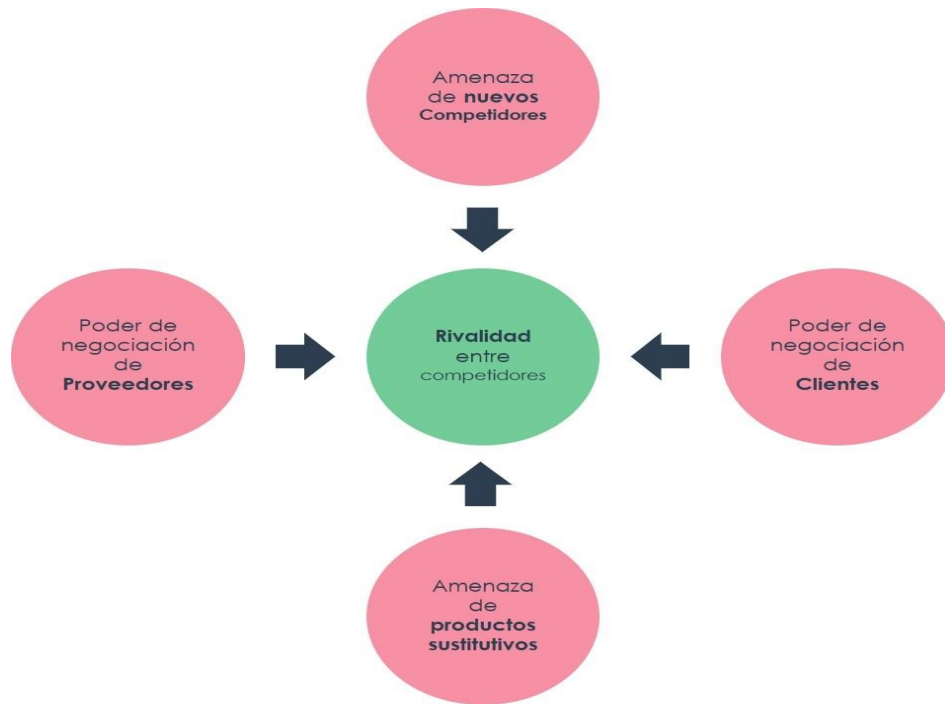 Amenaza
de nuevos
Competidores
Poder de
negociación
de
Proveedores
Rivalidad
entre
competidores
Poder de
negociación
de
Clientes
Amenaza
de
productos
sustitutivos